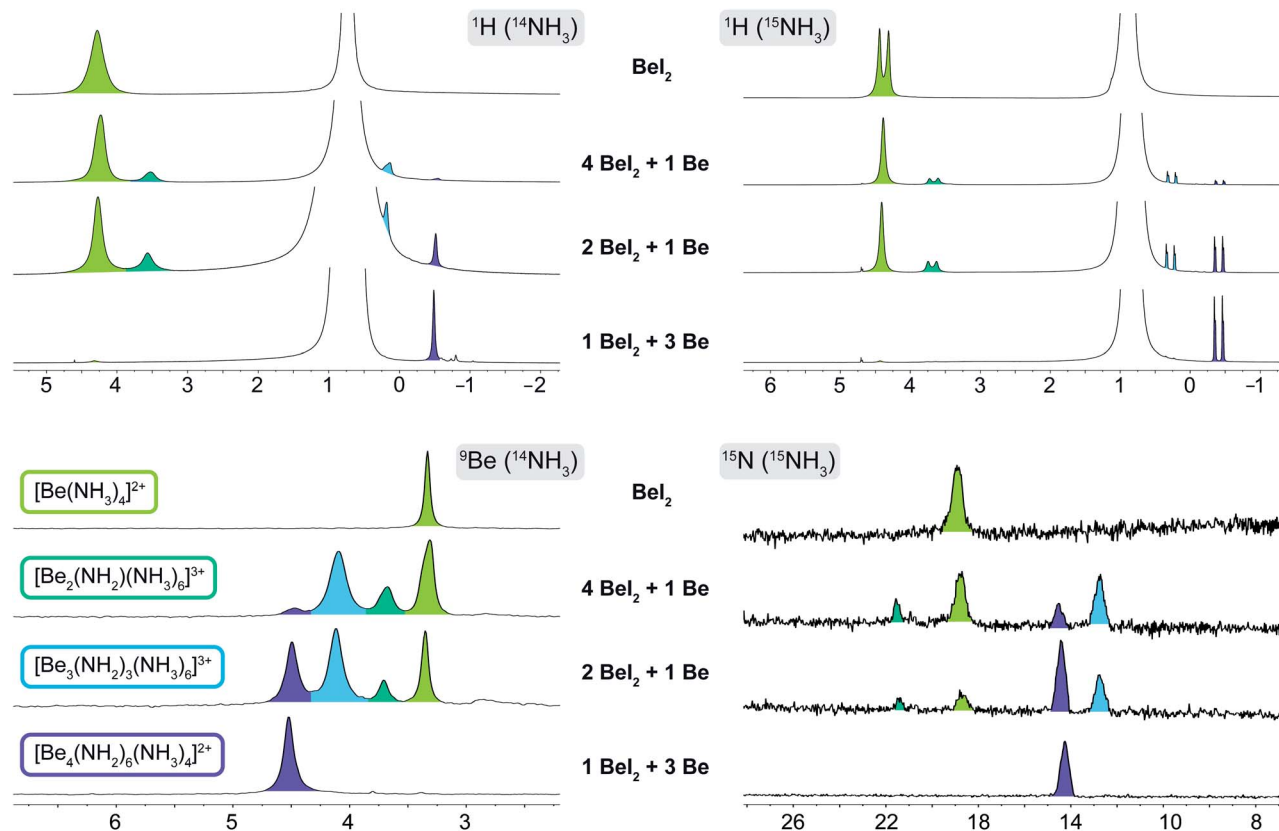 ¹H (¹⁴NH₃)
¹H (¹⁵NH₃)
BeI₂
4 BeI₂ + 1 Be
2 BeI₂ + 1 Be
1 BeI₂ + 3 Be
5 4 3 2 1 0 −1 −2
6 5 4 3 2 1 0 −1
⁹Be (¹⁴NH₃)
¹⁵N (¹⁵NH₃)
[Be(NH₃)₄]²⁺
BeI₂
[Be₂(NH₂)(NH₃)₆]³⁺
4 BeI₂ + 1 Be
[Be₃(NH₂)₃(NH₃)₆]³⁺
2 BeI₂ + 1 Be
[Be₄(NH₂)₆(NH₃)₄]²⁺
1 BeI₂ + 3 Be
6 5 4 3
26 22 18 14 10 8 6